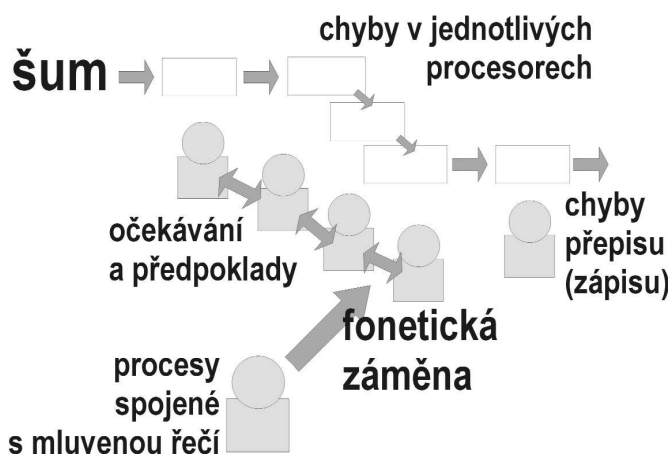 chyby v jednotlivých
procesorech
šum
očekávání
a předpoklady
chyby
přepisu
(zápisu)
fonetická
záměna
procesy
spojené
s mluvenou řečí